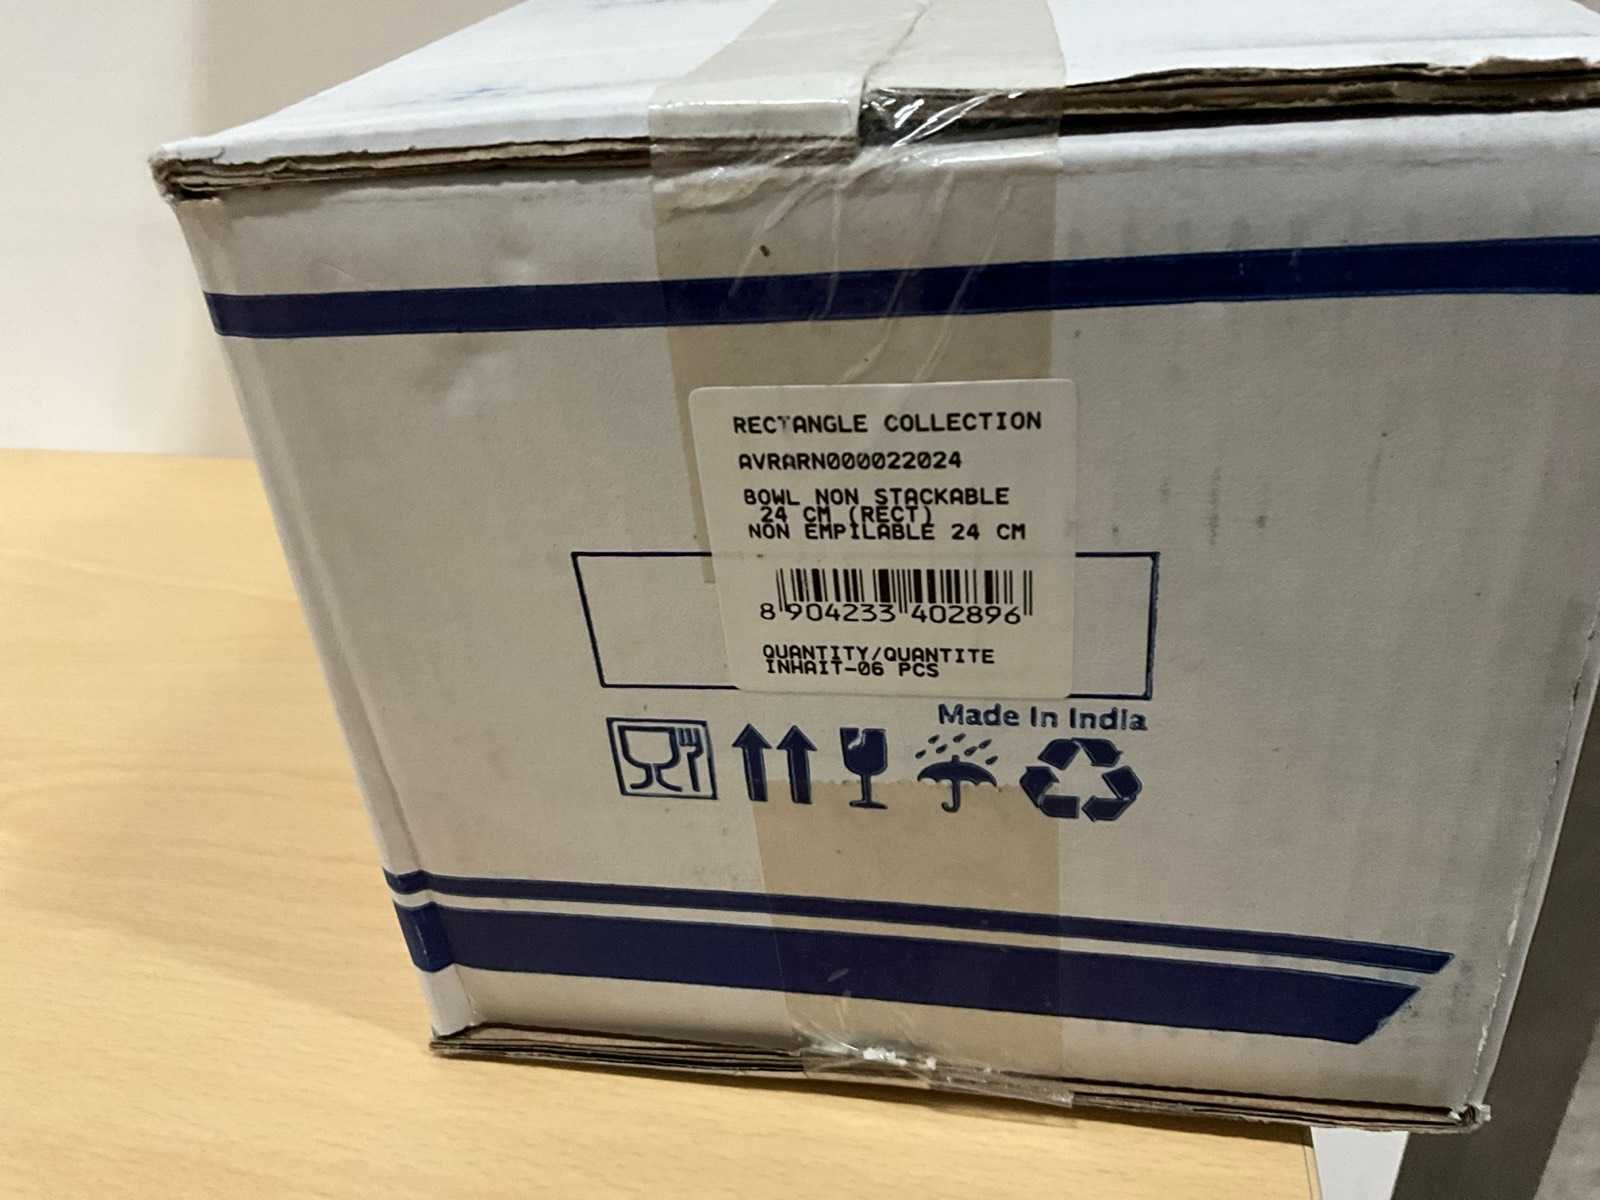 RECTANGLE COLLECTION
AVRARN000022024
BOWL NON STACKABLE
24 CM (RECT)
NON EMPILABLE 24 CM
8 904233 402896
QUANTITY/QUANTITE
INHAIT-06 PCS
Made In India